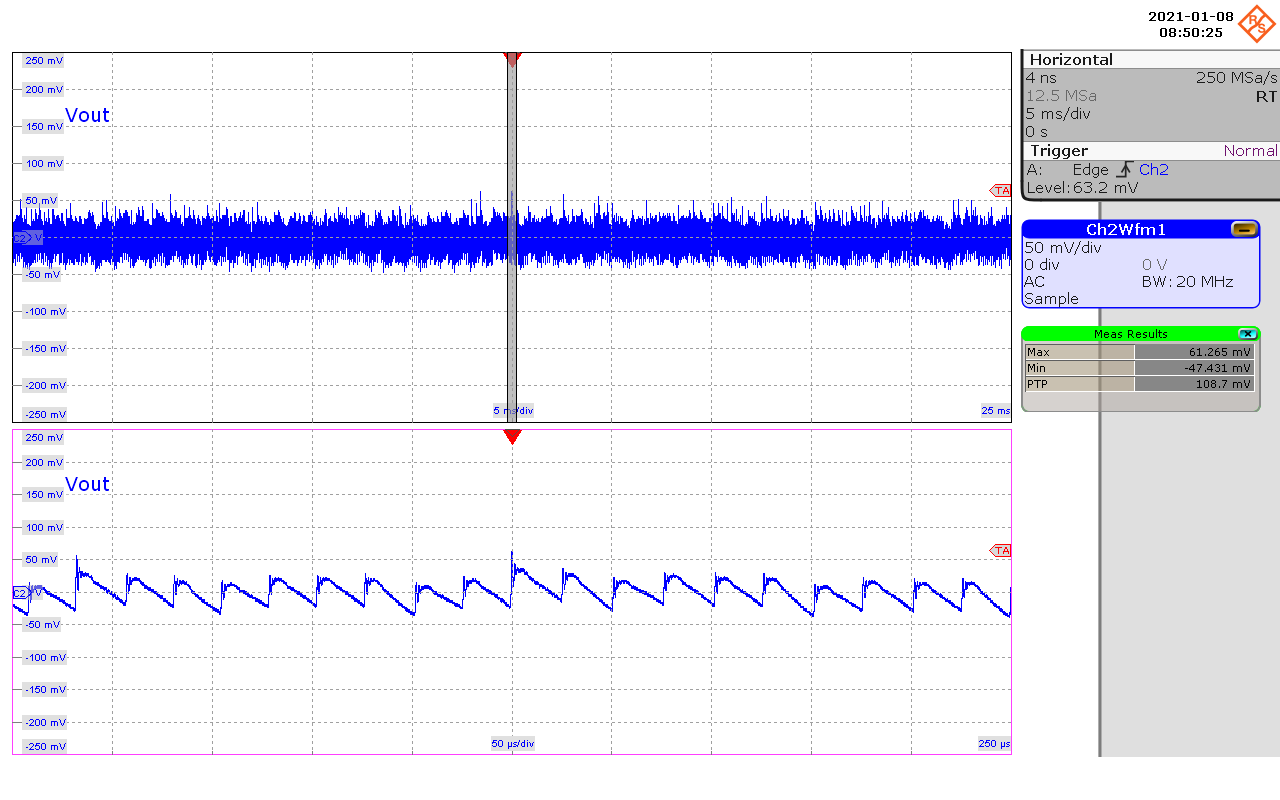 2021-01-08
08:50:25
R&S
250 mV
200 mV
Vout
150 mV
100 mV
50 mV
TA
C2 V
-50 mV
-100 mV
-150 mV
-200 mV
-250 mV
5 ms/div
25 ms
250 mV
200 mV
Vout
150 mV
100 mV
50 mV
TA
C2 V
-50 mV
-100 mV
-150 mV
-200 mV
-250 mV
50 µs/div
250 µs
Horizontal
4 ns 250 MSa/s
12.5 MSa RT
5 ms/div
0 s
Trigger Normal
A: Edge Ch2
Level: 63.2 mV
Ch2Wfm1
50 mV/div
0 div 0 V
AC BW: 20 MHz
Sample
Meas Results
Max 61.265 mV
Min -47.431 mV
PTP 108.7 mV